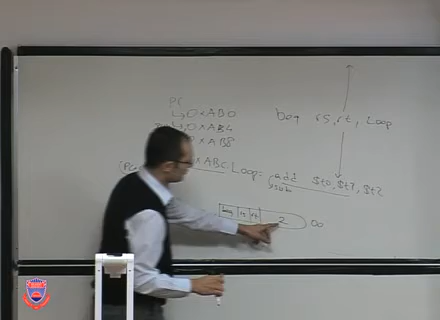 PC
0xAB0
beq rs, rt, Loop
0xAB4
0xAB8
0xABC Loop: add $t0, $t1, $t2
sub
beq rs rt 2 00